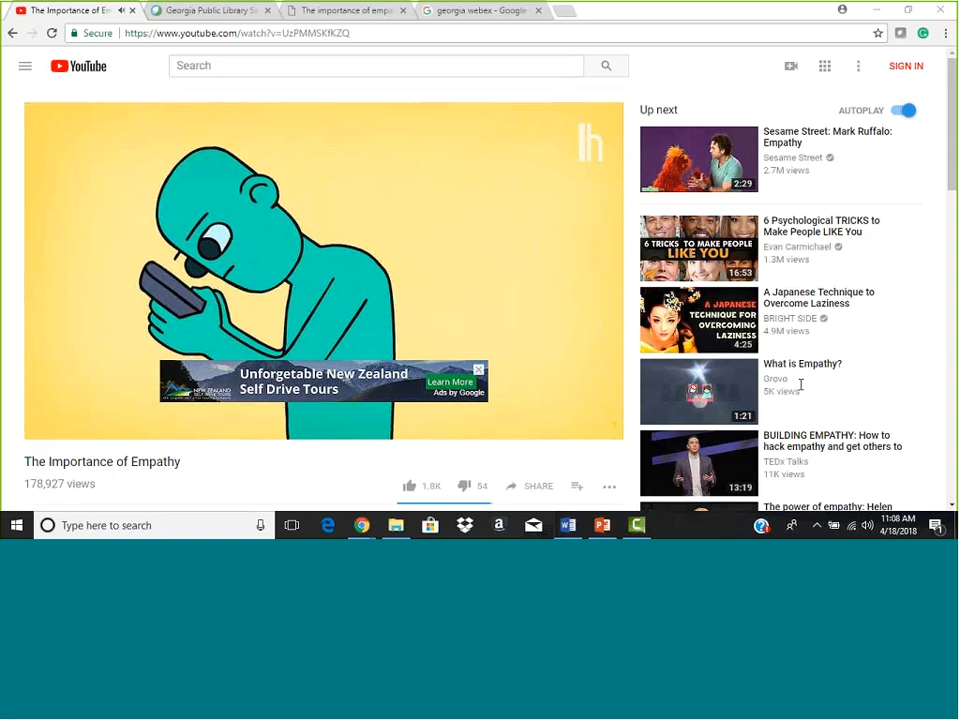 The Importance of Em
Georgia Public Library Se
The importance of empa
georgia webex - Google
Secure
https://www.youtube.com/watch?v=UzPMMSKfKZQ
YouTube
Search
SIGN IN
lh
Unforgetable New Zealand
Self Drive Tours
Learn More
Ads by Google
The Importance of Empathy
178,927 views
1.8K
54
SHARE
Up next
AUTOPLAY
2:29
Sesame Street: Mark Ruffalo:
Empathy
Sesame Street
2.7M views
6 TRICKS TO MAKE PEOPLE
LIKE YOU
16:53
6 Psychological TRICKS to
Make People LIKE You
Evan Carmichael
1.3M views
A JAPANESE
TECHNIQUE FOR
OVERCOMING
LAZINESS
4:25
A Japanese Technique to
Overcome Laziness
BRIGHT SIDE
4.9M views
1:21
What is Empathy?
Grovo
5K views
13:19
BUILDING EMPATHY: How to
hack empathy and get others to
TEDx Talks
11K views
The power of empathy: Helen
Type here to search
11:08 AM
4/18/2018